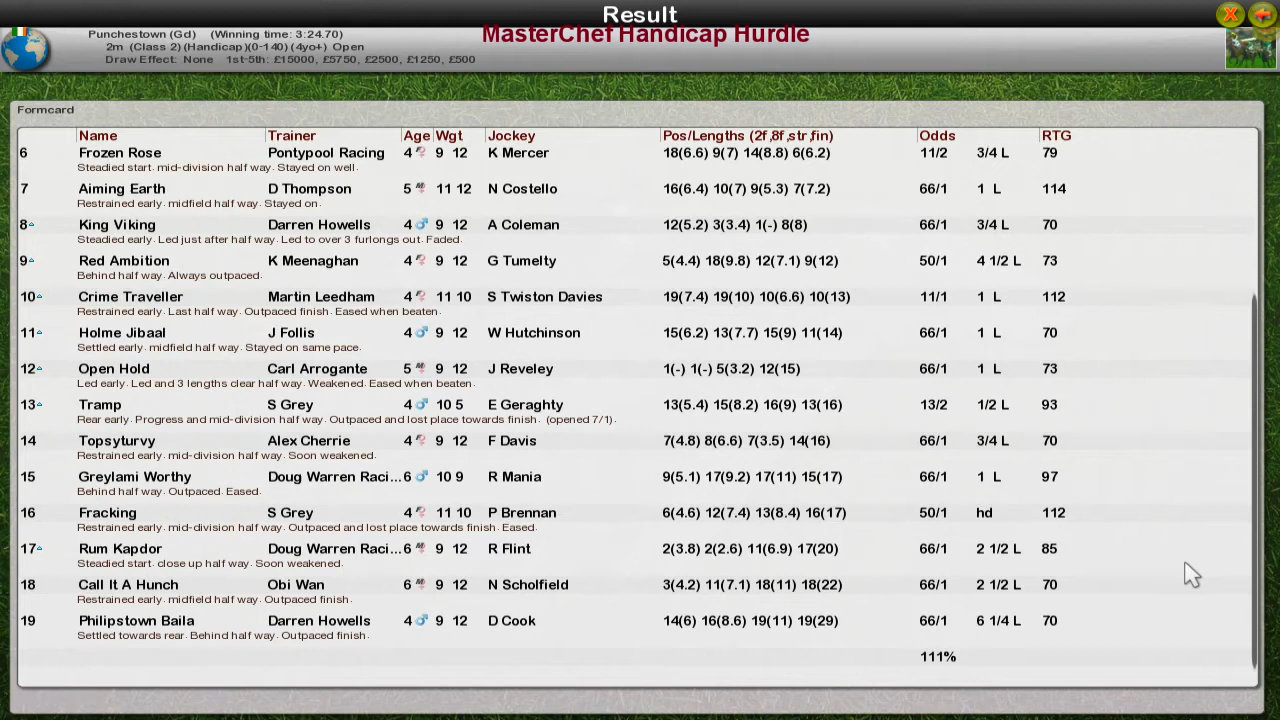 Result
MasterChef Handicap Hurdle
Punchestown (Gd) (Winning time: 3:24.70)
2m (Class 2)(Handicap)(0-140)(4yo+) Open
Draw Effect: None 1st-5th: £15000, £5750, £2500, £1250, £500
Formcard
Name Trainer Age Wgt Jockey Pos/Lengths (2f,8f,str,fin) Odds RTG
6 Frozen Rose Pontypool Racing 4 9 12 K Mercer 18(6.6) 9(7) 14(8.8) 6(6.2) 11/2 3/4 L 79
Steadied start. mid-division half way. Stayed on well.
7 Aiming Earth D Thompson 5 11 12 N Costello 16(6.4) 10(7) 9(5.3) 7(7.2) 66/1 1 L 114
Restrained early. midfield half way. Stayed on.
8 King Viking Darren Howells 4 9 12 A Coleman 12(5.2) 3(3.4) 1(-) 8(8) 66/1 3/4 L 70
Steadied early. Led just after half way. Led to over 3 furlongs out. Faded.
9 Red Ambition K Meenaghan 4 9 12 G Tumelty 5(4.4) 18(9.8) 12(7.1) 9(12) 50/1 4 1/2 L 73
Behind half way. Always outpaced.
10 Crime Traveller Martin Leedham 4 11 10 S Twiston Davies 19(7.4) 19(10) 10(6.6) 10(13) 11/1 1 L 112
Restrained early. Last half way. Outpaced finish. Eased when beaten.
11 Holme Jibaal J Follis 4 9 12 W Hutchinson 15(6.2) 13(7.7) 15(9) 11(14) 66/1 1 L 70
Settled early. midfield half way. Stayed on same pace.
12 Open Hold Carl Arrogante 5 9 12 J Reveley 1(-) 1(-) 5(3.2) 12(15) 66/1 1 L 73
Led early. Led and 3 lengths clear half way. Weakened. Eased when beaten.
13 Tramp S Grey 4 10 5 E Geraghty 13(5.4) 15(8.2) 16(9) 13(16) 13/2 1/2 L 93
Rear early. Progress and mid-division half way. Outpaced and lost place towards finish. (opened 7/1).
14 Topsyturvy Alex Cherrie 4 9 12 F Davis 7(4.8) 8(6.6) 7(3.5) 14(16) 66/1 3/4 L 70
Restrained early. mid-division half way. Soon weakened.
15 Greylami Worthy Doug Warren Raci... 6 10 9 R Mania 9(5.1) 17(9.2) 17(11) 15(17) 66/1 1 L 97
Behind half way. Outpaced. Eased.
16 Fracking S Grey 4 11 10 P Brennan 6(4.6) 12(7.4) 13(8.4) 16(17) 50/1 hd 112
Restrained early. mid-division half way. Outpaced and lost place towards finish. Eased.
17 Rum Kapdor Doug Warren Raci... 6 9 12 R Flint 2(3.8) 2(2.6) 11(6.9) 17(20) 66/1 2 1/2 L 85
Steadied start. close up half way. Soon weakened.
18 Call It A Hunch Obi Wan 6 9 12 N Scholfield 3(4.2) 11(7.1) 18(11) 18(22) 66/1 2 1/2 L 70
Restrained early. midfield half way. Outpaced finish.
19 Philipstown Baila Darren Howells 4 9 12 D Cook 14(6) 16(8.6) 19(11) 19(29) 66/1 6 1/4 L 70
Settled towards rear. Behind half way. Outpaced finish.
111%